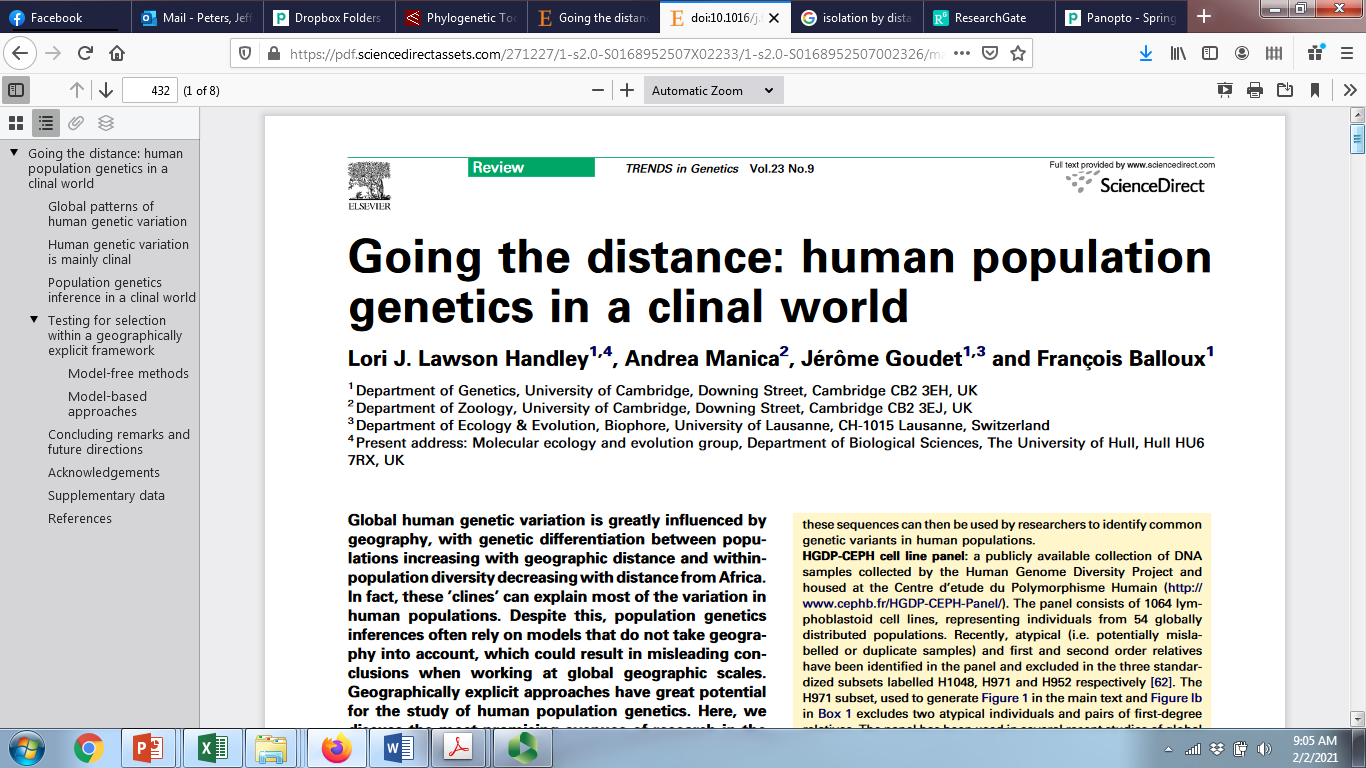 Facebook
Mail - Peters, Jeff
Dropbox Folders
Phylogenetic Too
Going the distan
doi:10.1016/j.
isolation by dista
ResearchGate
Panopto - Spring
https://pdf.sciencedirectassets.com/271227/1-s2.0-S0168952507X02233/1-s2.0-S0168952507002326/ma
432 (1 of 8)
Automatic Zoom
Going the distance: human
population genetics in a
clinal world
Global patterns of
human genetic variation
Human genetic variation
is mainly clinal
Population genetics
inference in a clinal world
Testing for selection
within a geographically
explicit framework
Model-free methods
Model-based
approaches
Concluding remarks and
future directions
Acknowledgements
Supplementary data
References
ELSEVIER
Review
TRENDS in Genetics Vol.23 No.9
Full text provided by www.sciencedirect.com
ScienceDirect
Going the distance: human population
genetics in a clinal world
Lori J. Lawson Handley1,4, Andrea Manica2, Jérôme Goudet1,3 and François Balloux1
1 Department of Genetics, University of Cambridge, Downing Street, Cambridge CB2 3EH, UK
2 Department of Zoology, University of Cambridge, Downing Street, Cambridge CB2 3EJ, UK
3 Department of Ecology & Evolution, Biophore, University of Lausanne, CH-1015 Lausanne, Switzerland
4 Present address: Molecular ecology and evolution group, Department of Biological Sciences, The University of Hull, Hull HU6
7RX, UK
Global human genetic variation is greatly influenced by
geography, with genetic differentiation between popu-
lations increasing with geographic distance and within-
population diversity decreasing with distance from Africa.
In fact, these 'clines' can explain most of the variation in
human populations. Despite this, population genetics
inferences often rely on models that do not take geogra-
phy into account, which could result in misleading con-
clusions when working at global geographic scales.
Geographically explicit approaches have great potential
for the study of human population genetics. Here, we
these sequences can then be used by researchers to identify common
genetic variants in human populations.
HGDP-CEPH cell line panel: a publicly available collection of DNA
samples collected by the Human Genome Diversity Project and
housed at the Centre d'etude du Polymorphisme Humain (http://
www.cephb.fr/HGDP-CEPH-Panel/). The panel consists of 1064 lym-
phoblastoid cell lines, representing individuals from 54 globally
distributed populations. Recently, atypical (i.e. potentially misla-
belled or duplicate samples) and first and second order relatives
have been identified in the panel and excluded in the three standar-
dized subsets labelled H1048, H971 and H952 respectively [62]. The
H971 subset, used to generate Figure 1 in the main text and Figure Ib
in Box 1 excludes two atypical individuals and pairs of first-degree
9:05 AM
2/2/2021